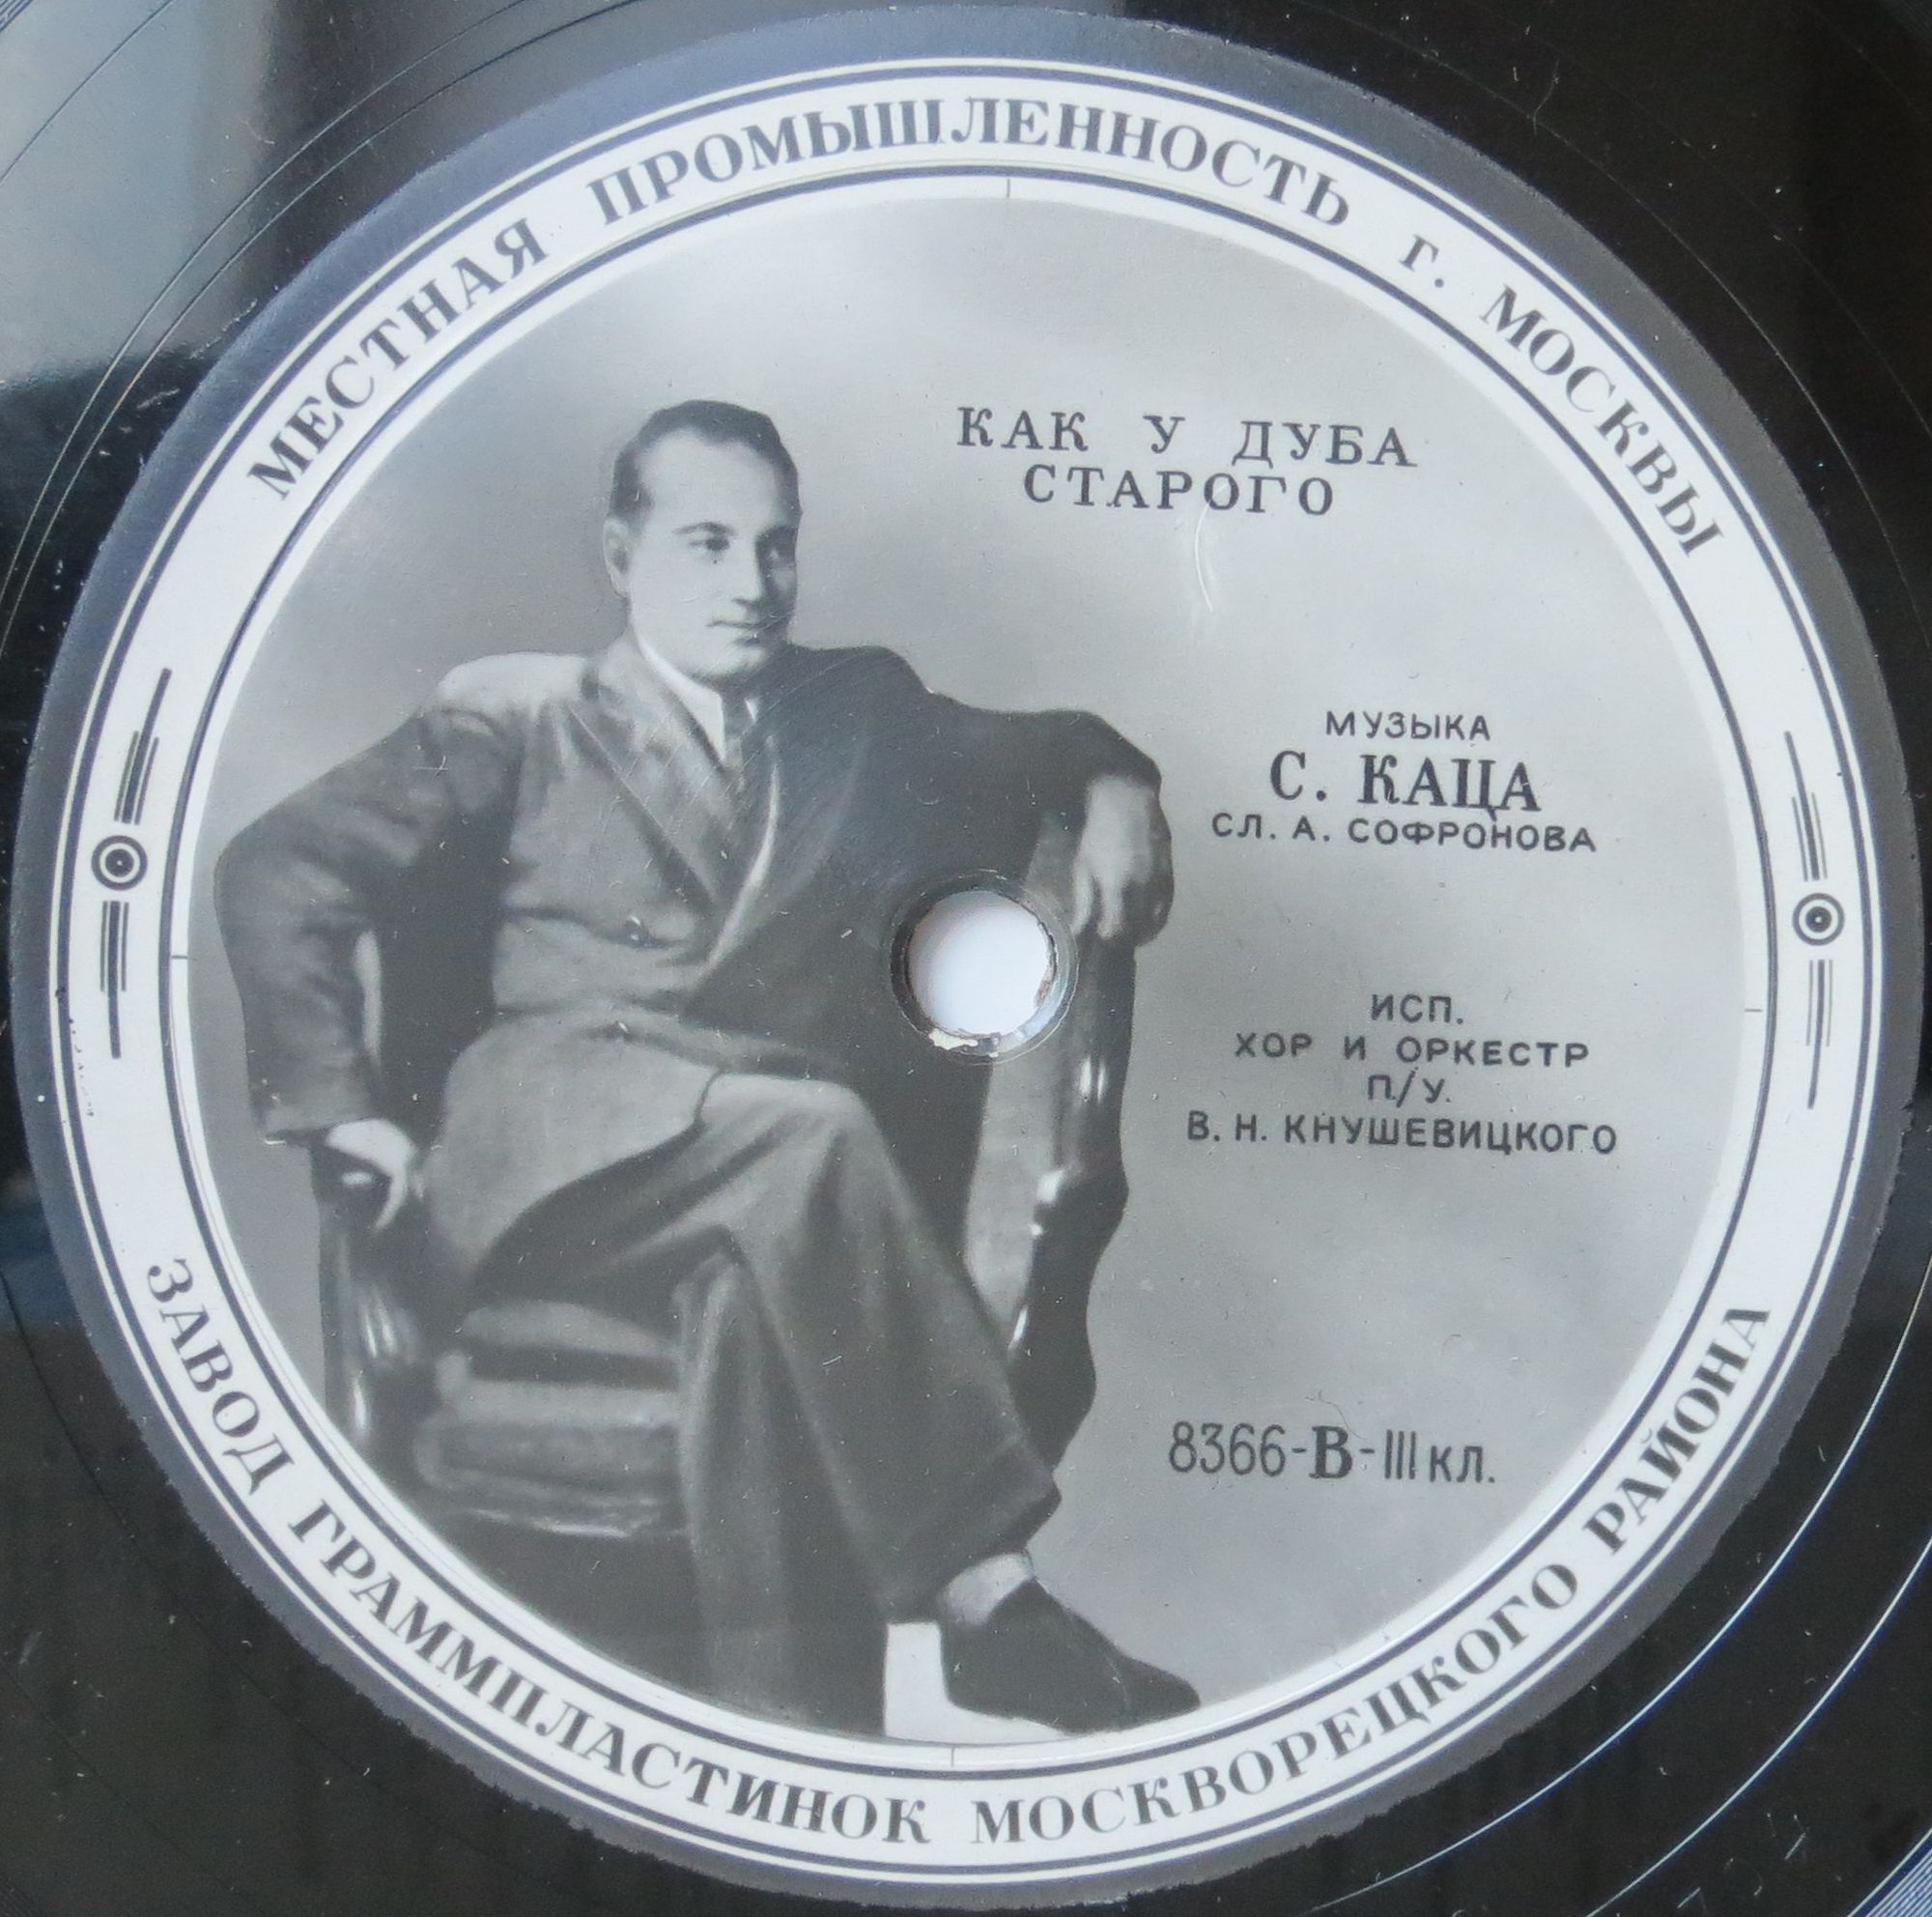 МЕСТНАЯ ПРОМЫШЛЕННОСТЬ г. МОСКВЫ
КАК У ДУБА
СТАРОГО
МУЗЫКА
С. КАЦА
СЛ. А. СОФРОНОВА
ИСП.
ХОР И ОРКЕСТР
П/У.
В. Н. КНУШЕВИЦКОГО
8366-В-III кл.
ЗАВОД ГРАММПЛАСТИНОК МОСКВОРЕЦКОГО РАЙОНА